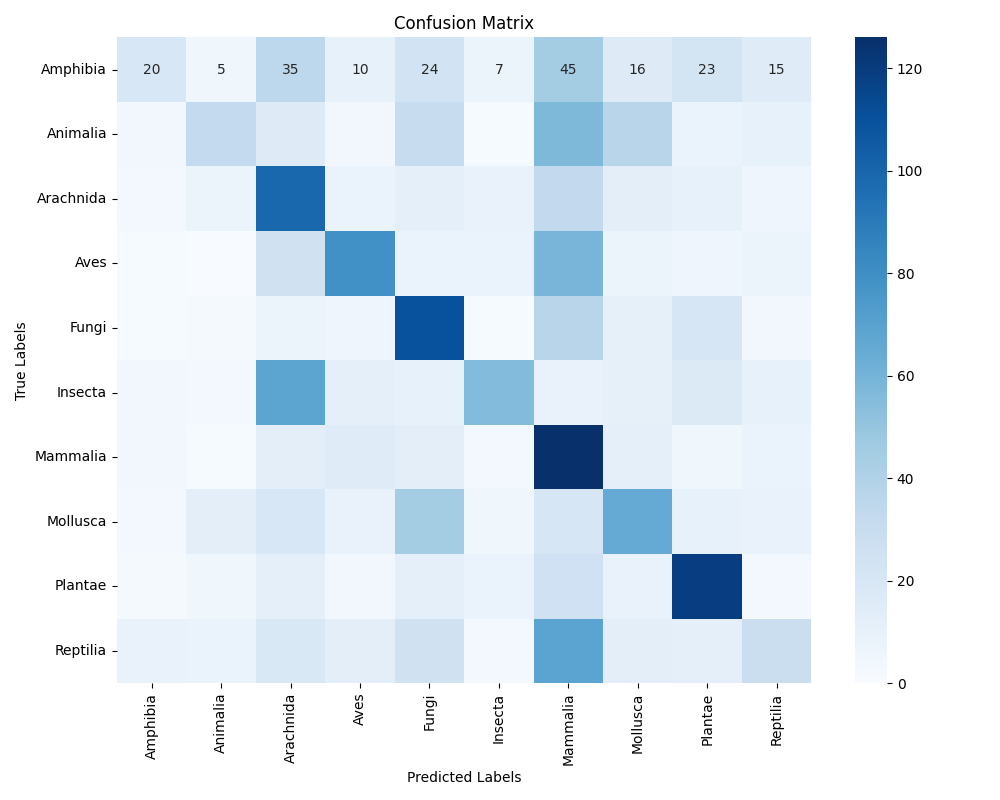 Confusion Matrix
Amphibia 20 5 35 10 24 7 45 16 23 15
Animalia
Arachnida
Aves
Fungi
Insecta
Mammalia
Mollusca
Plantae
Reptilia
True Labels
Amphibia Animalia Arachnida Aves Fungi Insecta Mammalia Mollusca Plantae Reptilia
Predicted Labels
120
100
80
60
40
20
0